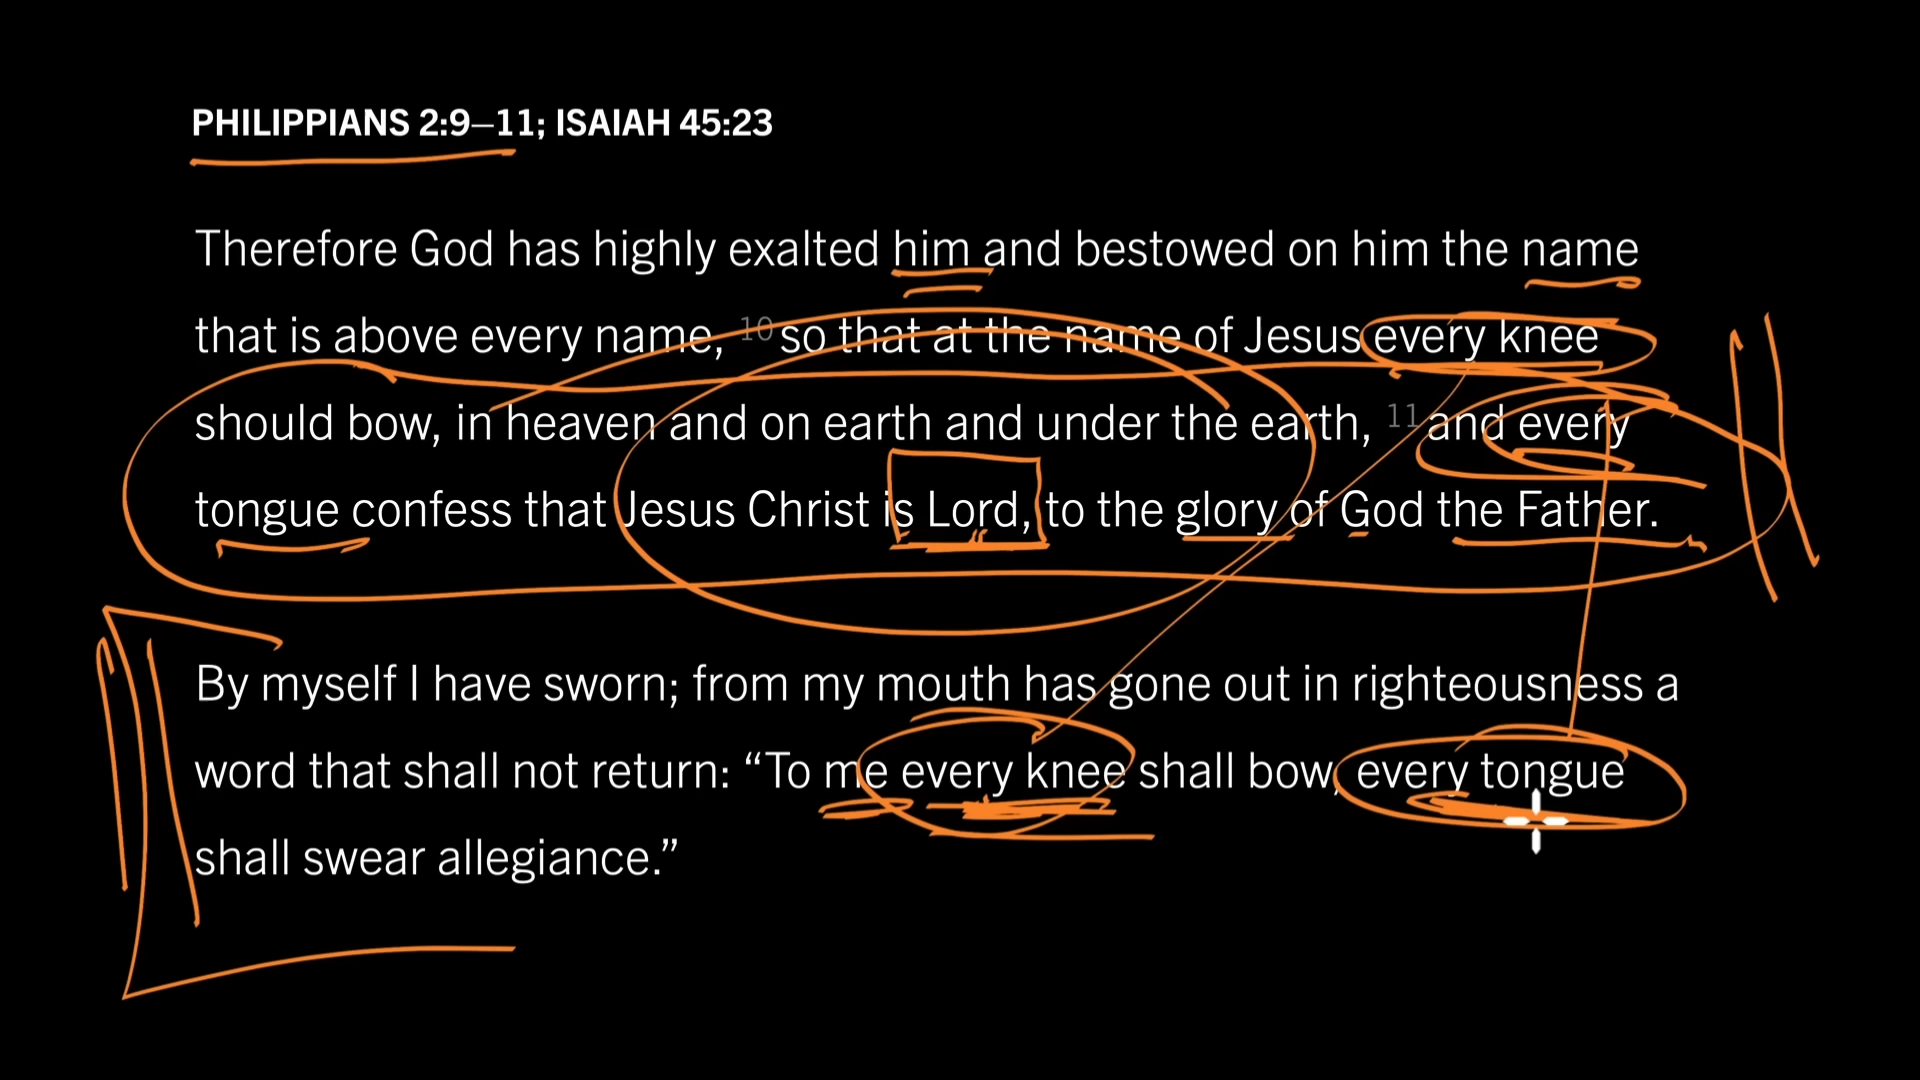 PHILIPPIANS 2:9–11; ISAIAH 45:23
Therefore God has highly exalted him and bestowed on him the name
that is above every name, 10 so that at the name of Jesus every knee
should bow, in heaven and on earth and under the earth, 11 and every
tongue confess that Jesus Christ is Lord, to the glory of God the Father.
By myself I have sworn; from my mouth has gone out in righteousness a
word that shall not return: “To me every knee shall bow, every tongue
shall swear allegiance.”